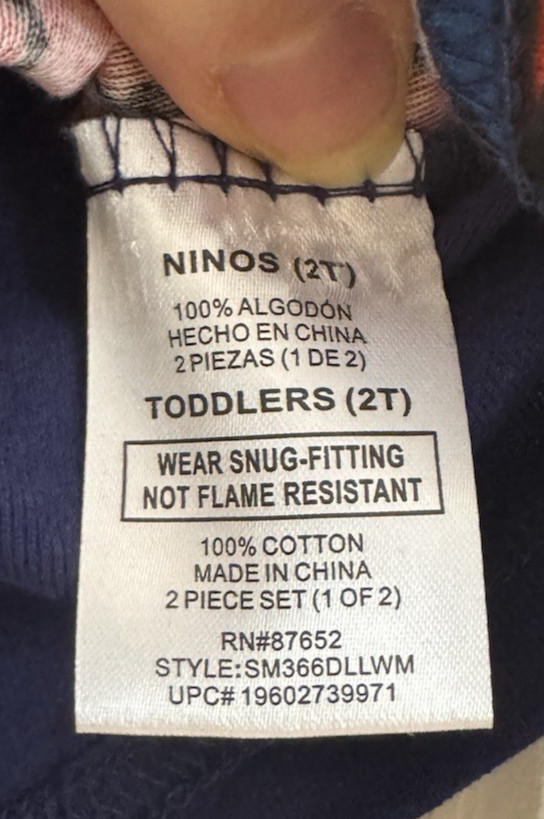 NINOS (2T)
100% ALGODÓN
HECHO EN CHINA
2 PIEZAS (1 DE 2)
TODDLERS (2T)
WEAR SNUG-FITTING
NOT FLAME RESISTANT
100% COTTON
MADE IN CHINA
2 PIECE SET (1 OF 2)
RN#87652
STYLE:SM366DLLWM
UPC# 19602739971